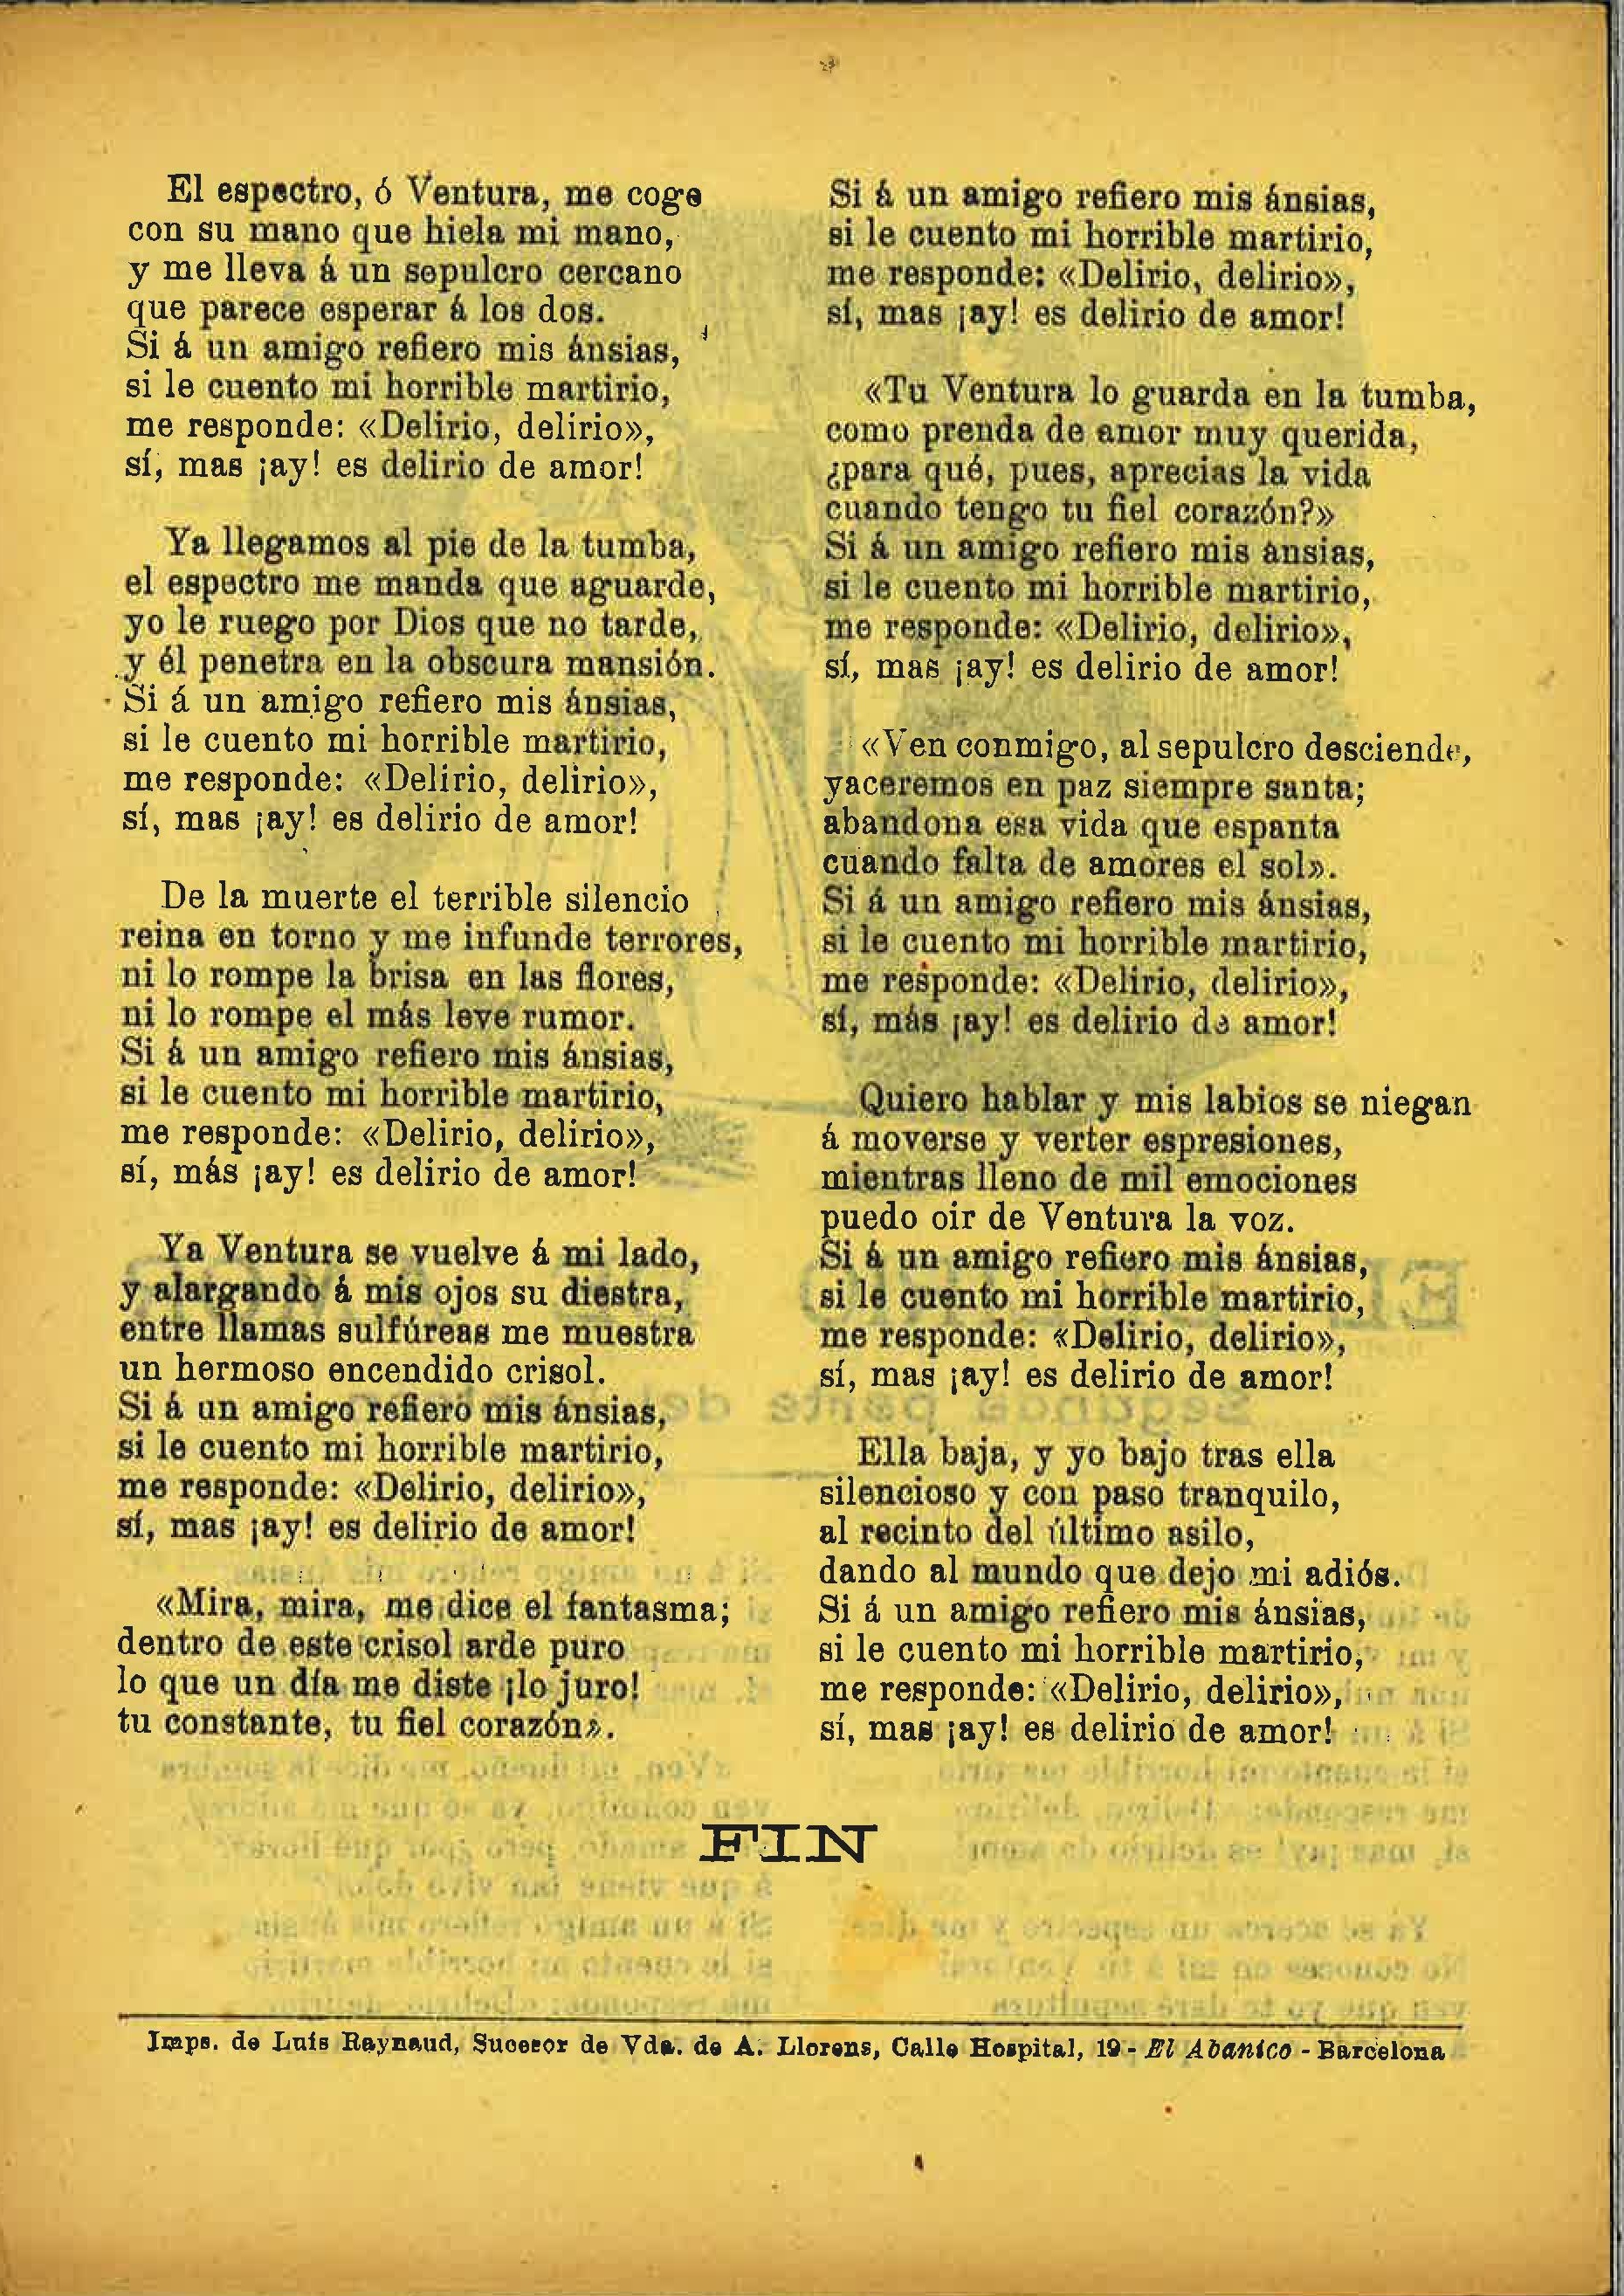 El espectro, ó Ventura, me coge
con su mano que hiela mi mano,
y me lleva á un sepulcro cercano
que parece esperar á los dos.
Si á un amigo refiero mis ánsias,
si le cuento mi horrible martirio,
me responde: «Delirio, delirio»,
sí, mas ¡ay! es delirio de amor!
Ya llegamos al pie de la tumba,
el espectro me manda que aguarde,
yo le ruego por Dios que no tarde,
y él penetra en la obscura mansión.
Si á un amigo refiero mis ánsias,
si le cuento mi horrible martirio,
me responde: «Delirio, delirio»,
sí, mas ¡ay! es delirio de amor!
De la muerte el terrible silencio
reina en torno y me infunde terrores,
ni lo rompe la brisa en las flores,
ni lo rompe el más leve rumor.
Si á un amigo refiero mis ánsias,
si le cuento mi horrible martirio,
me responde: «Delirio, delirio»,
sí, más ¡ay! es delirio de amor!
Ya Ventura se vuelve á mi lado,
y alargando á mis ojos su diestra,
entre llamas sulfúreas me muestra
un hermoso encendido crisol.
Si á un amigo refiero mis ánsias,
si le cuento mi horrible martirio,
me responde: «Delirio, delirio»,
sí, mas ¡ay! es delirio de amor!
«Mira, mira, me dice el fantasma;
dentro de este crisol arde puro
lo que un día me diste ¡lo juro!
tu constante, tu fiel corazón».
Si á un amigo refiero mis ánsias,
si le cuento mi horrible martirio,
me responde: «Delirio, delirio»,
sí, mas ¡ay! es delirio de amor!
«Tu Ventura lo guarda en la tumba,
como prenda de amor muy querida,
¿para qué, pues, aprecias la vida
cuando tengo tu fiel corazón?»
Si á un amigo refiero mis ansias,
si le cuento mi horrible martirio,
me responde: «Delirio, delirio»,
sí, mas ¡ay! es delirio de amor!
«Ven conmigo, al sepulcro desciende,
yaceremos en paz siempre santa;
abandona esa vida que espanta
cuando falta de amores el sol».
Si á un amigo refiero mis ánsias,
si le cuento mi horrible martirio,
me responde: «Delirio, delirio»,
sí, más ¡ay! es delirio de amor!
Quiero hablar y mis labios se niegan
á moverse y verter espresiones,
mientras lleno de mil emociones
puedo oir de Ventura la voz.
Si á un amigo refiero mis ánsias,
si le cuento mi horrible martirio,
me responde: «Delirio, delirio»,
sí, mas ¡ay! es delirio de amor!
Ella baja, y yo bajo tras ella
silencioso y con paso tranquilo,
al recinto del último asilo,
dando al mundo que dejo mi adiós.
Si á un amigo refiero mis ánsias,
si le cuento mi horrible martirio,
me responde: «Delirio, delirio»,
sí, mas ¡ay! es delirio de amor!
FIN
Imps. de Luís Raynaud, Sucesor de Vda. de A. Llorens, Calle Hospital, 19 - El Abanico - Barcelona